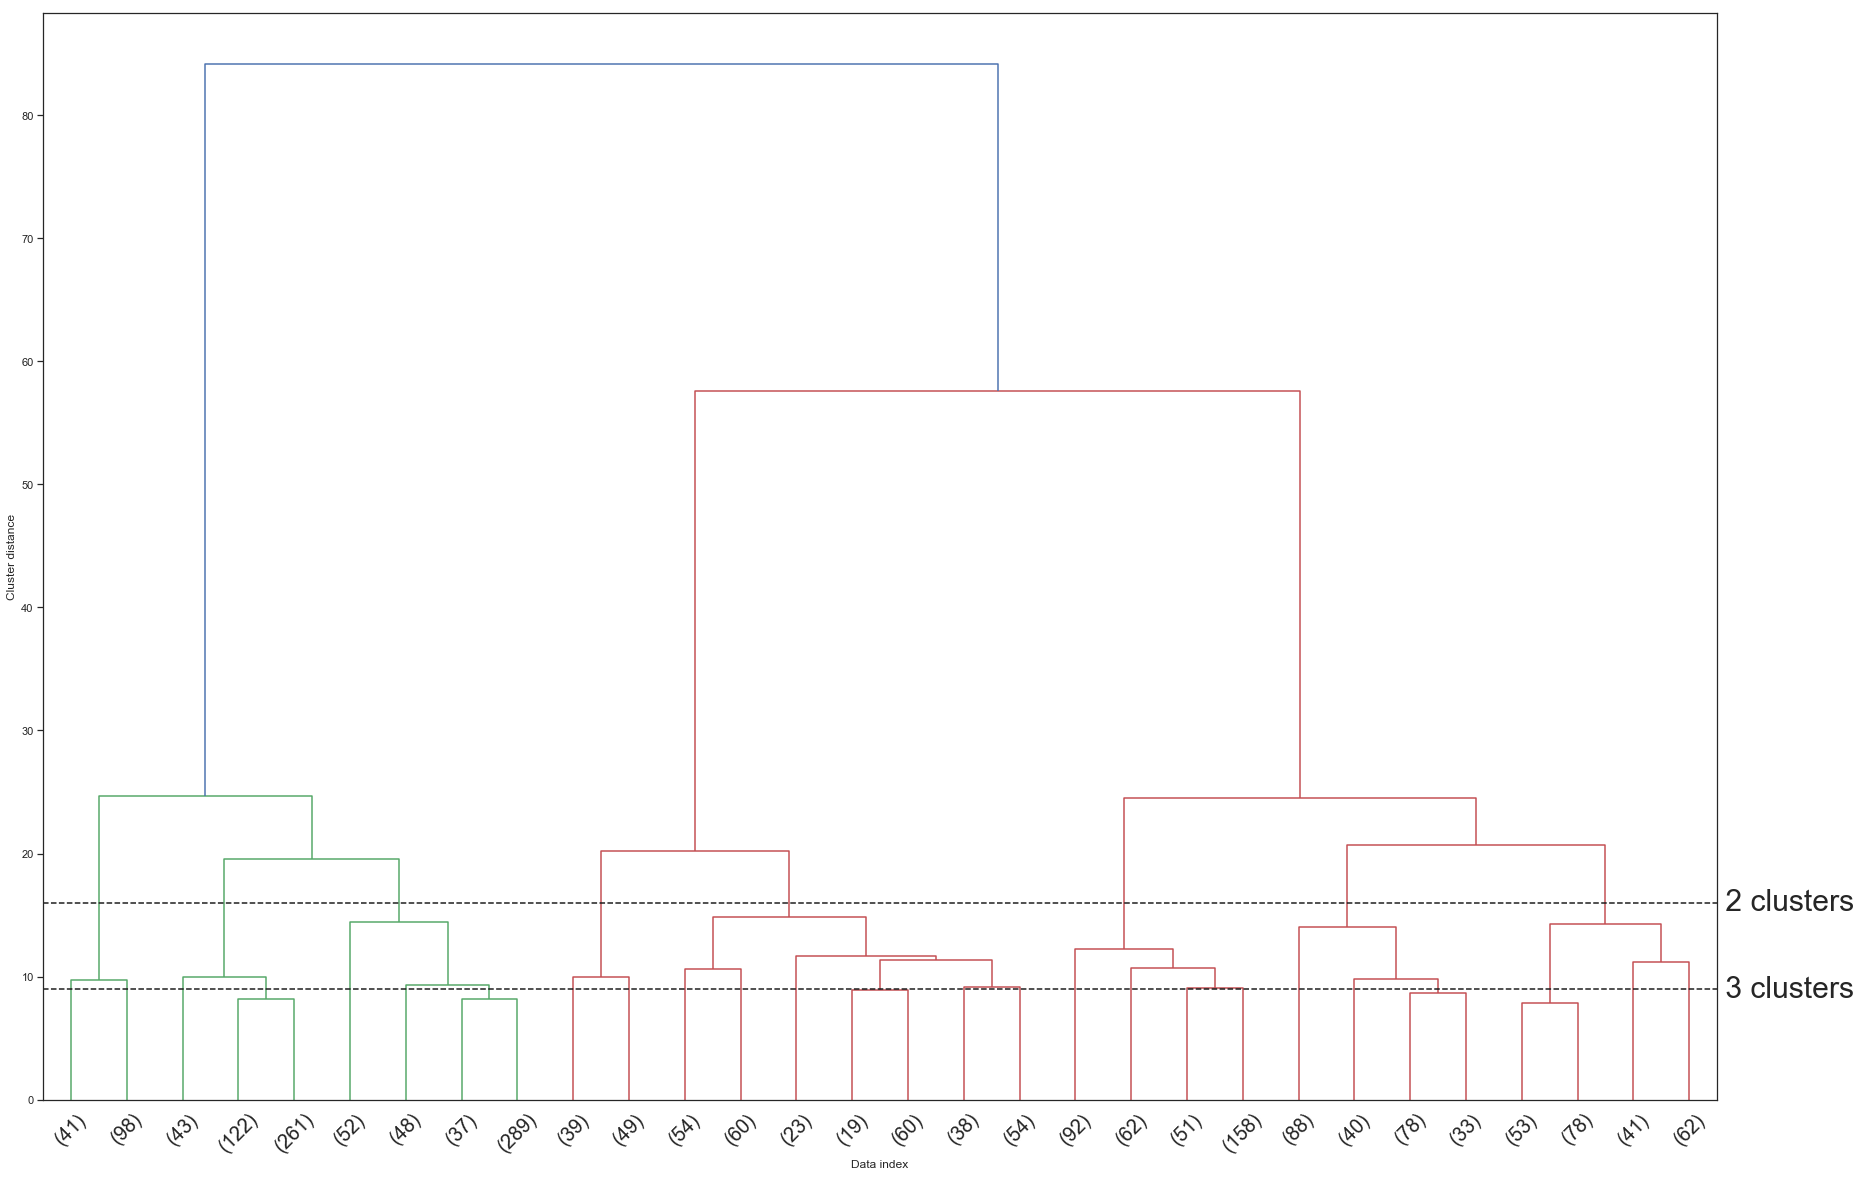 80
70
60
50
40
30
20
10
0
Cluster distance
2 clusters
3 clusters
(41) (98) (43) (122) (261) (52) (48) (37) (289) (39) (49) (54) (60) (23) (19) (60) (38) (54) (92) (62) (51) (158) (88) (40) (78) (33) (53) (78) (41) (62)
Data index